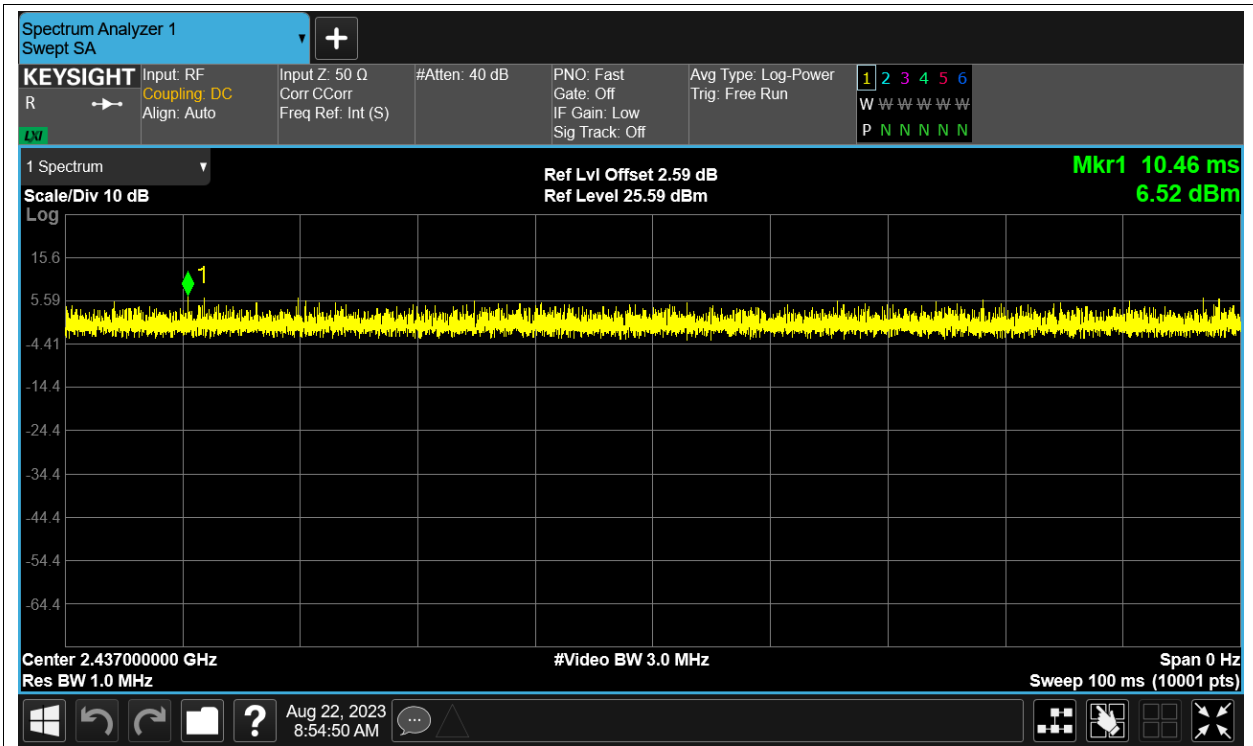 Spectrum Analyzer 1
Swept SA
KEYSIGHT
R
LXI
Input: RF
Coupling: DC
Align: Auto
Input Z: 50 Ω
Corr CCorr
Freq Ref: Int (S)
#Atten: 40 dB
PNO: Fast
Gate: Off
IF Gain: Low
Sig Track: Off
Avg Type: Log-Power
Trig: Free Run
1 2 3 4 5 6
W W W W W W
P N N N N N
1 Spectrum
Scale/Div 10 dB
Ref Lvl Offset 2.59 dB
Ref Level 25.59 dBm
Mkr1 10.46 ms
6.52 dBm
Log
15.6
5.59
-4.41
-14.4
-24.4
-34.4
-44.4
-54.4
-64.4
1
Center 2.437000000 GHz
Res BW 1.0 MHz
#Video BW 3.0 MHz
Span 0 Hz
Sweep 100 ms (10001 pts)
?
Aug 22, 2023
8:54:50 AM